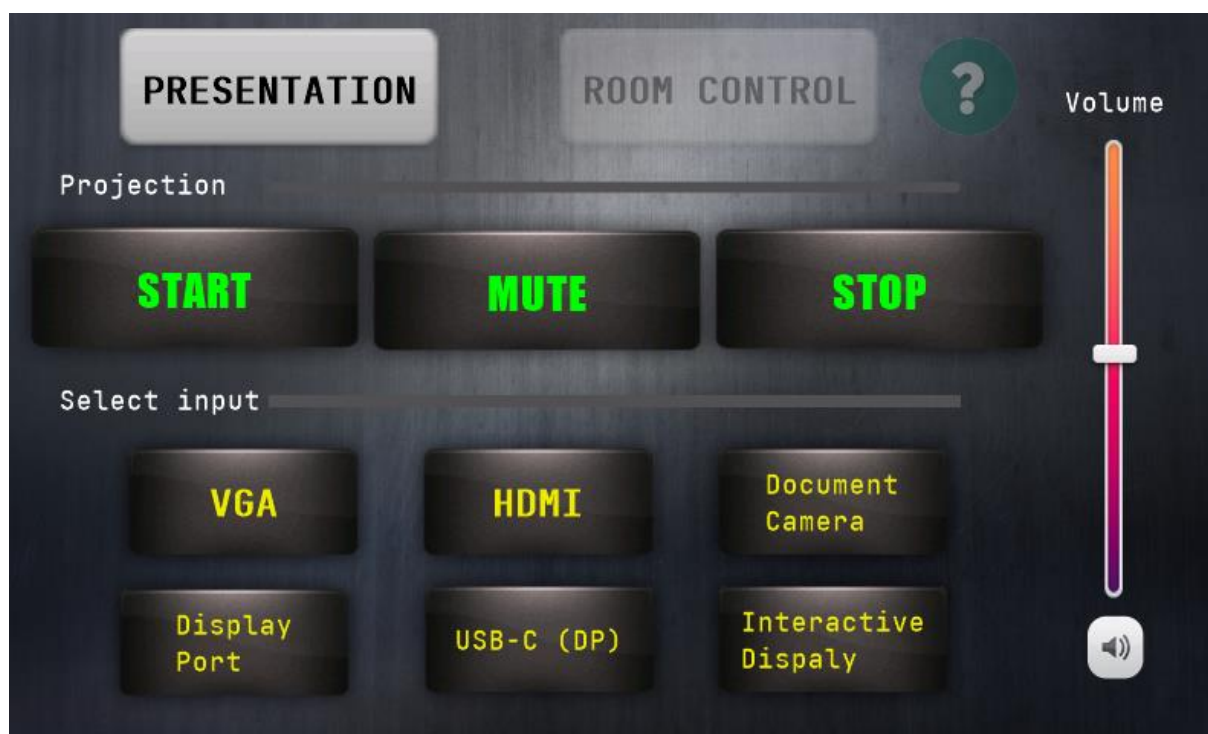 PRESENTATION
ROOM CONTROL
?
Volume
Projection
START
MUTE
STOP
Select input
VGA
HDMI
Document
Camera
Display
Port
USB-C (DP)
Interactive
Dispaly